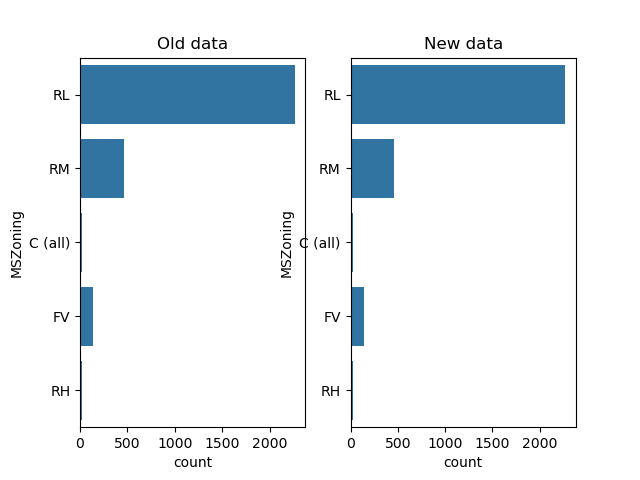 Old data
New data
RL
RM
C (all)
FV
RH
MSZoning
0 500 1000 1500 2000
count
RL
RM
C (all)
FV
RH
MSZoning
0 500 1000 1500 2000
count